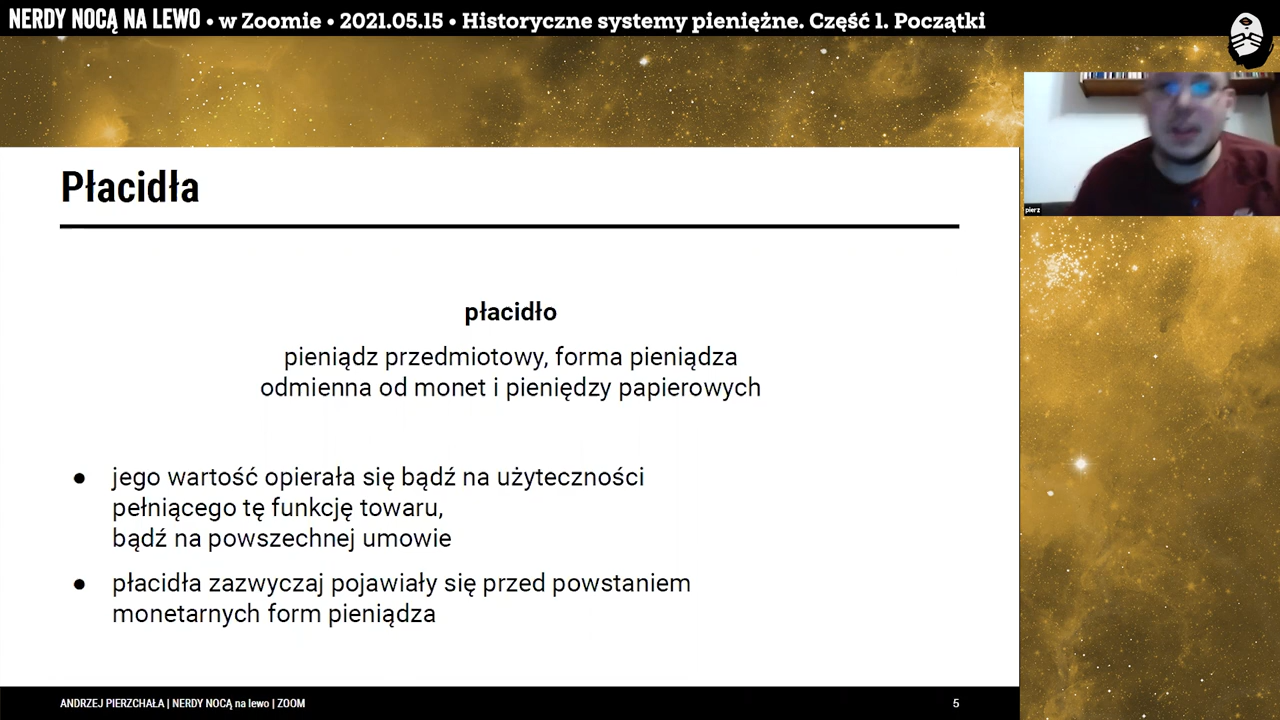 NERDY NOCĄ NA LEWO • w Zoomie • 2021.05.15 • Historyczne systemy pieniężne. Część 1. Początki
pierz
Płacidła
płacidło
pieniądz przedmiotowy, forma pieniądza
odmienna od monet i pieniędzy papierowych
● jego wartość opierała się bądź na użyteczności
pełniącego tę funkcję towaru,
bądź na powszechnej umowie
● płacidła zazwyczaj pojawiały się przed powstaniem
monetarnych form pieniądza
ANDRZEJ PIERZCHAŁA | NERDY NOCĄ na lewo | ZOOM 5